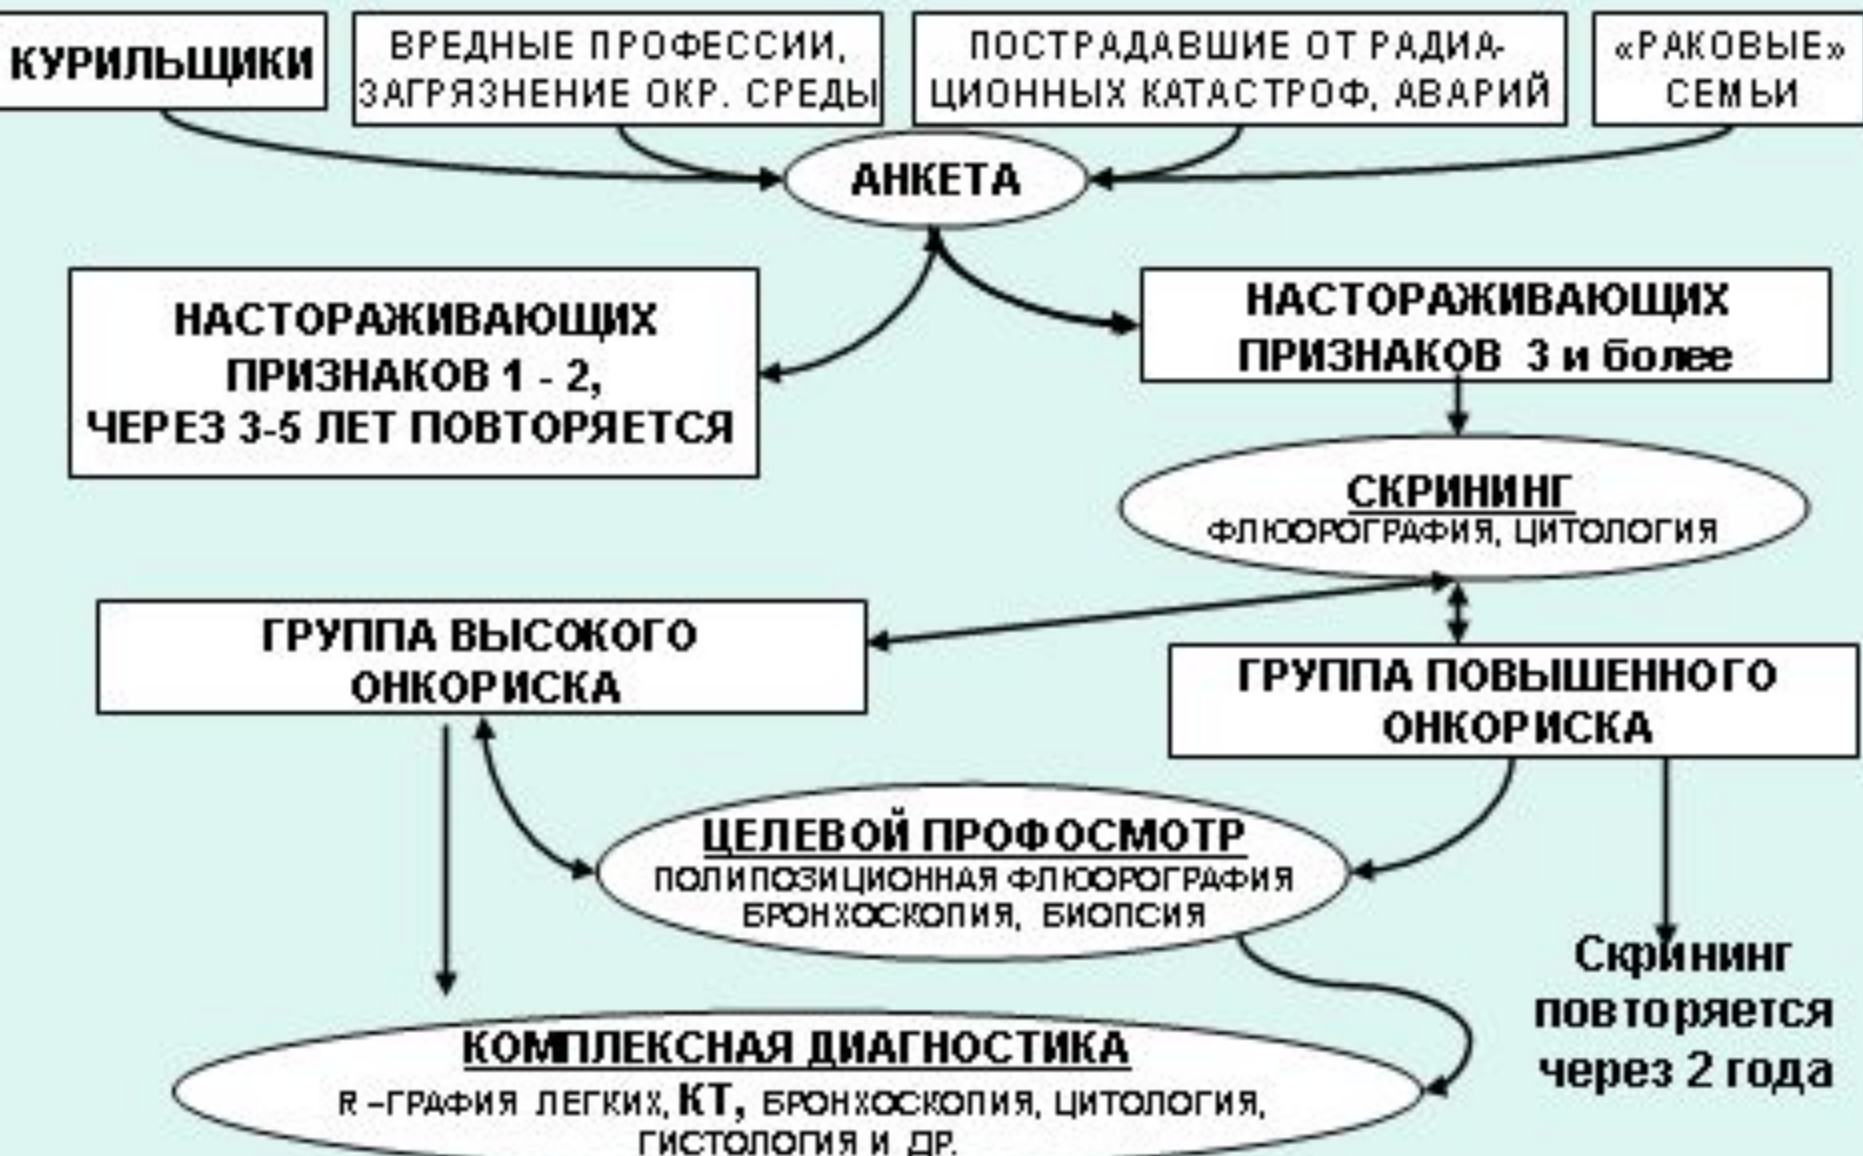 КУРИЛЬЩИКИ
ВРЕДНЫЕ ПРОФЕССИИ,
ЗАГРЯЗНЕНИЕ ОКР. СРЕДЫ
ПОСТРАДАВШИЕ ОТ РАДИА-
ЦИОННЫХ КАТАСТРОФ, АВАРИЙ
«РАКОВЫЕ»
СЕМЬИ
АНКЕТА
НАСТОРАЖИВАЮЩИХ
ПРИЗНАКОВ 1 - 2,
ЧЕРЕЗ 3-5 ЛЕТ ПОВТОРЯЕТСЯ
НАСТОРАЖИВАЮЩИХ
ПРИЗНАКОВ 3 и более
СКРИНИНГ
ФЛЮОРОГРАФИЯ, ЦИТОЛОГИЯ
ГРУППА ВЫСОКОГО
ОНКОРИСКА
ГРУППА ПОВЫШЕННОГО
ОНКОРИСКА
ЦЕЛЕВОЙ ПРОФОСМОТР
ПОЛИПОЗИЦИОННАЯ ФЛЮОРОГРАФИЯ
БРОНХОСКОПИЯ, БИОПСИЯ
Скрининг
повторяется
через 2 года
КОМПЛЕКСНАЯ ДИАГНОСТИКА
R –ГРАФИЯ ЛЕГКИХ, КТ, БРОНХОСКОПИЯ, ЦИТОЛОГИЯ,
ГИСТОЛОГИЯ И ДР.